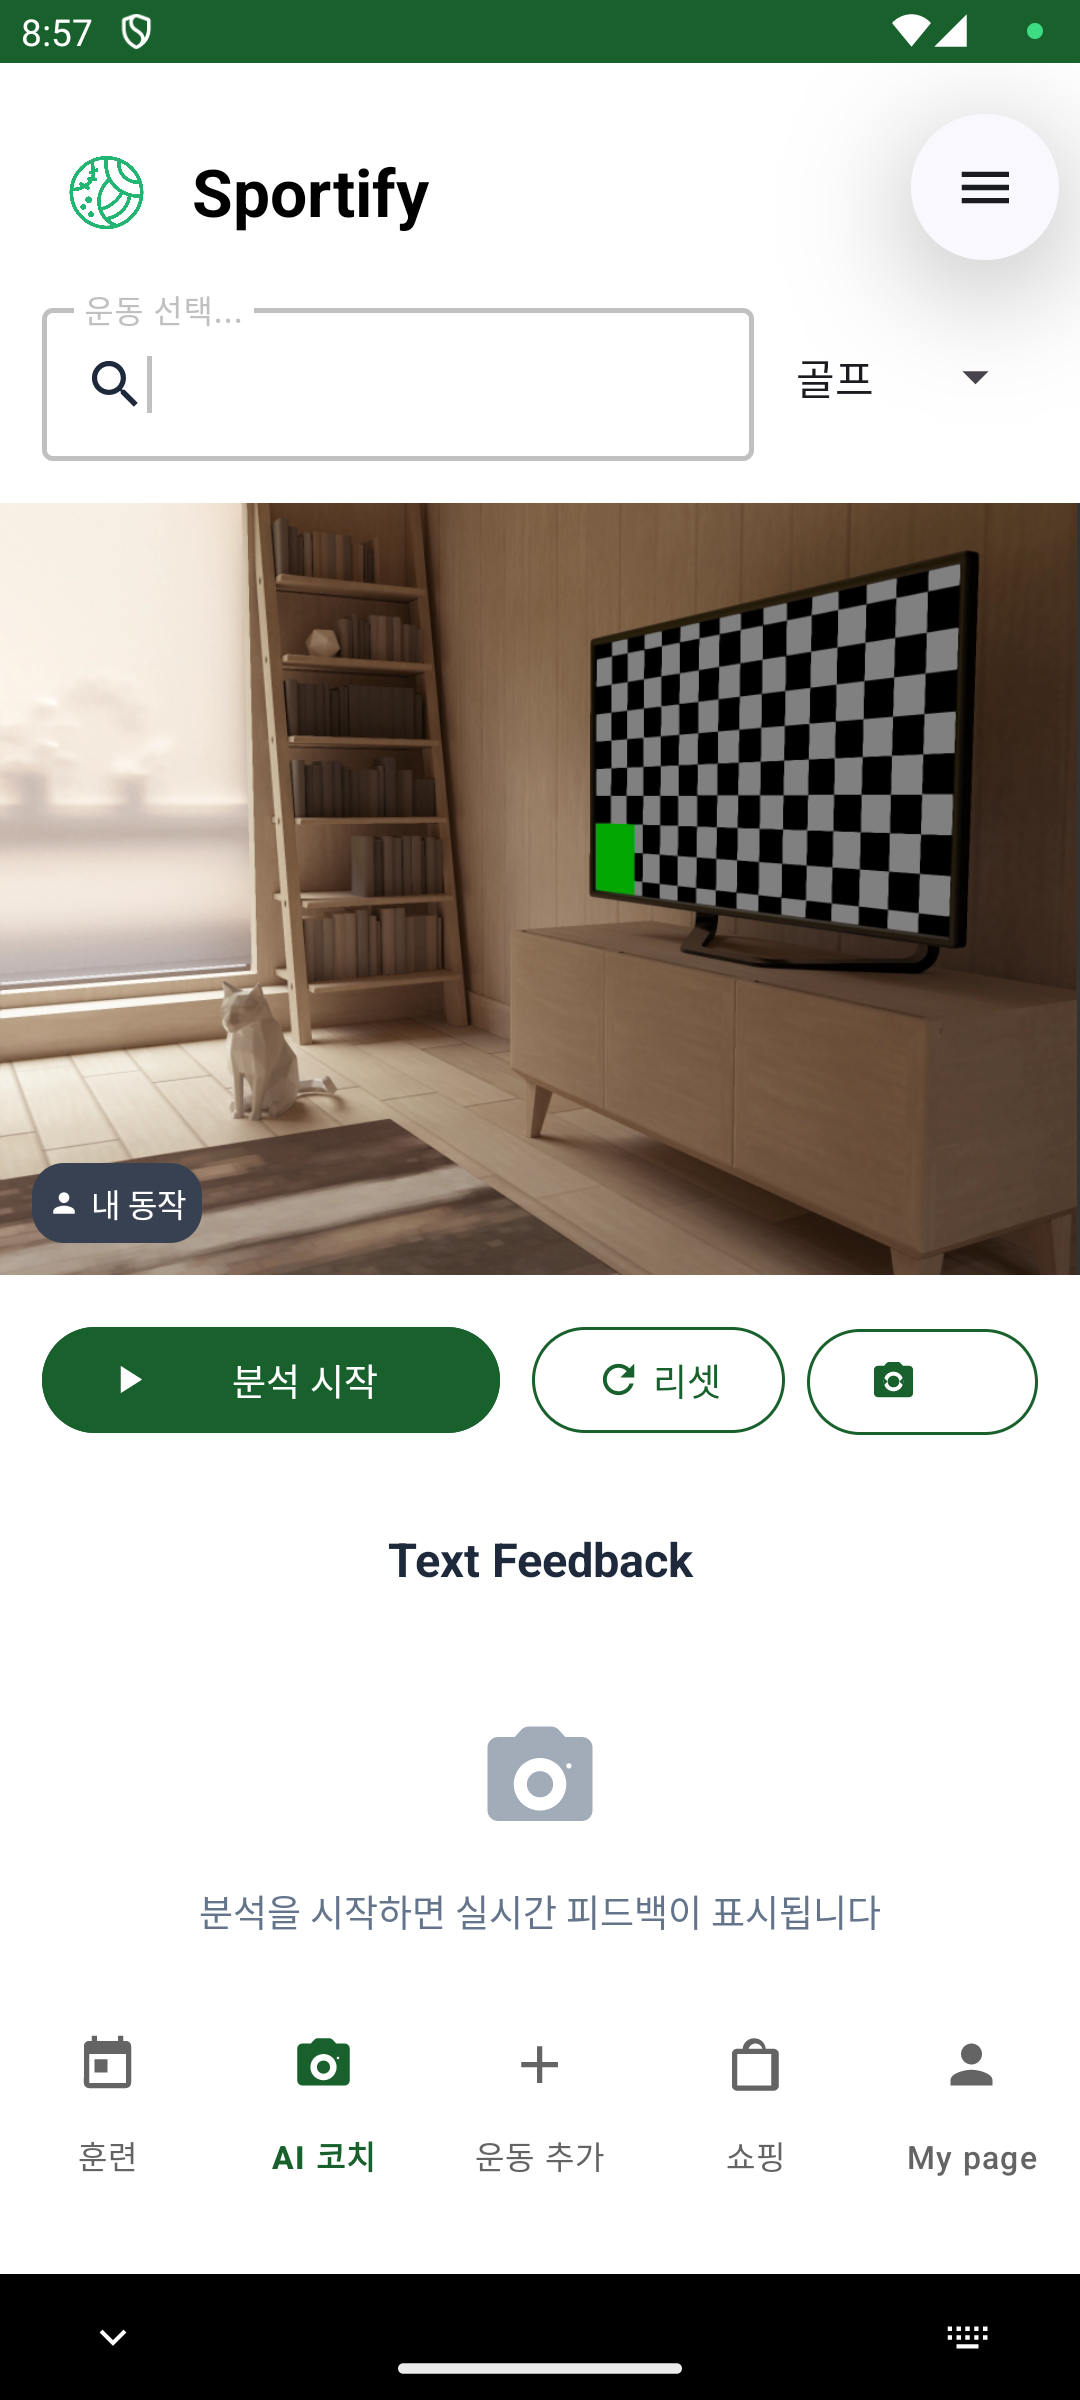 8:57
Sportify
운동 선택...
골프
내 동작
분석 시작
리셋
Text Feedback
분석을 시작하면 실시간 피드백이 표시됩니다
훈련
AI 코치
운동 추가
쇼핑
My page